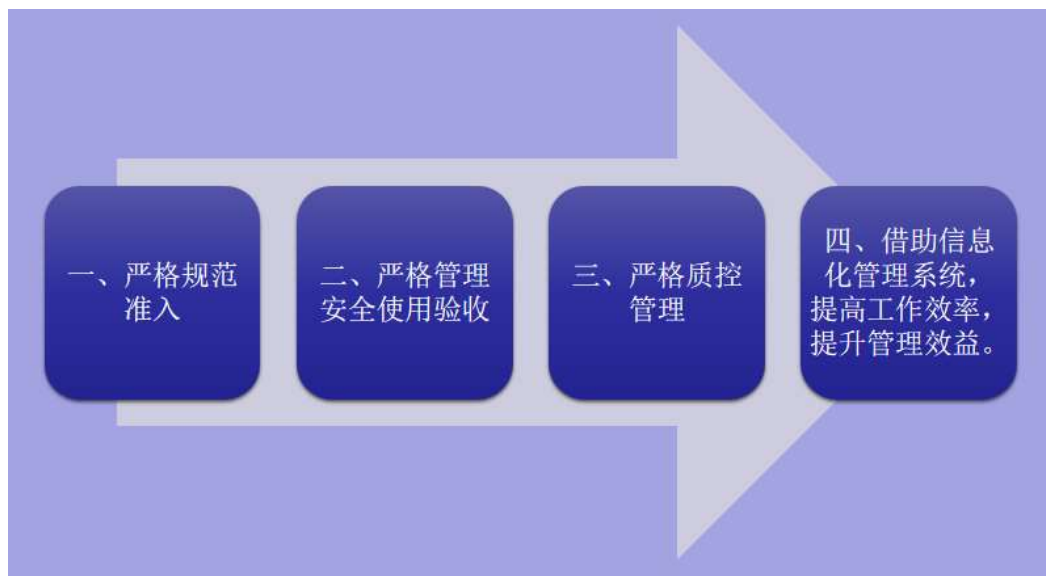 一、严格规范
准入
二、严格管理
安全使用验收
三、严格质控
管理
四、借助信息
化管理系统，
提高工作效率，
提升管理效益。